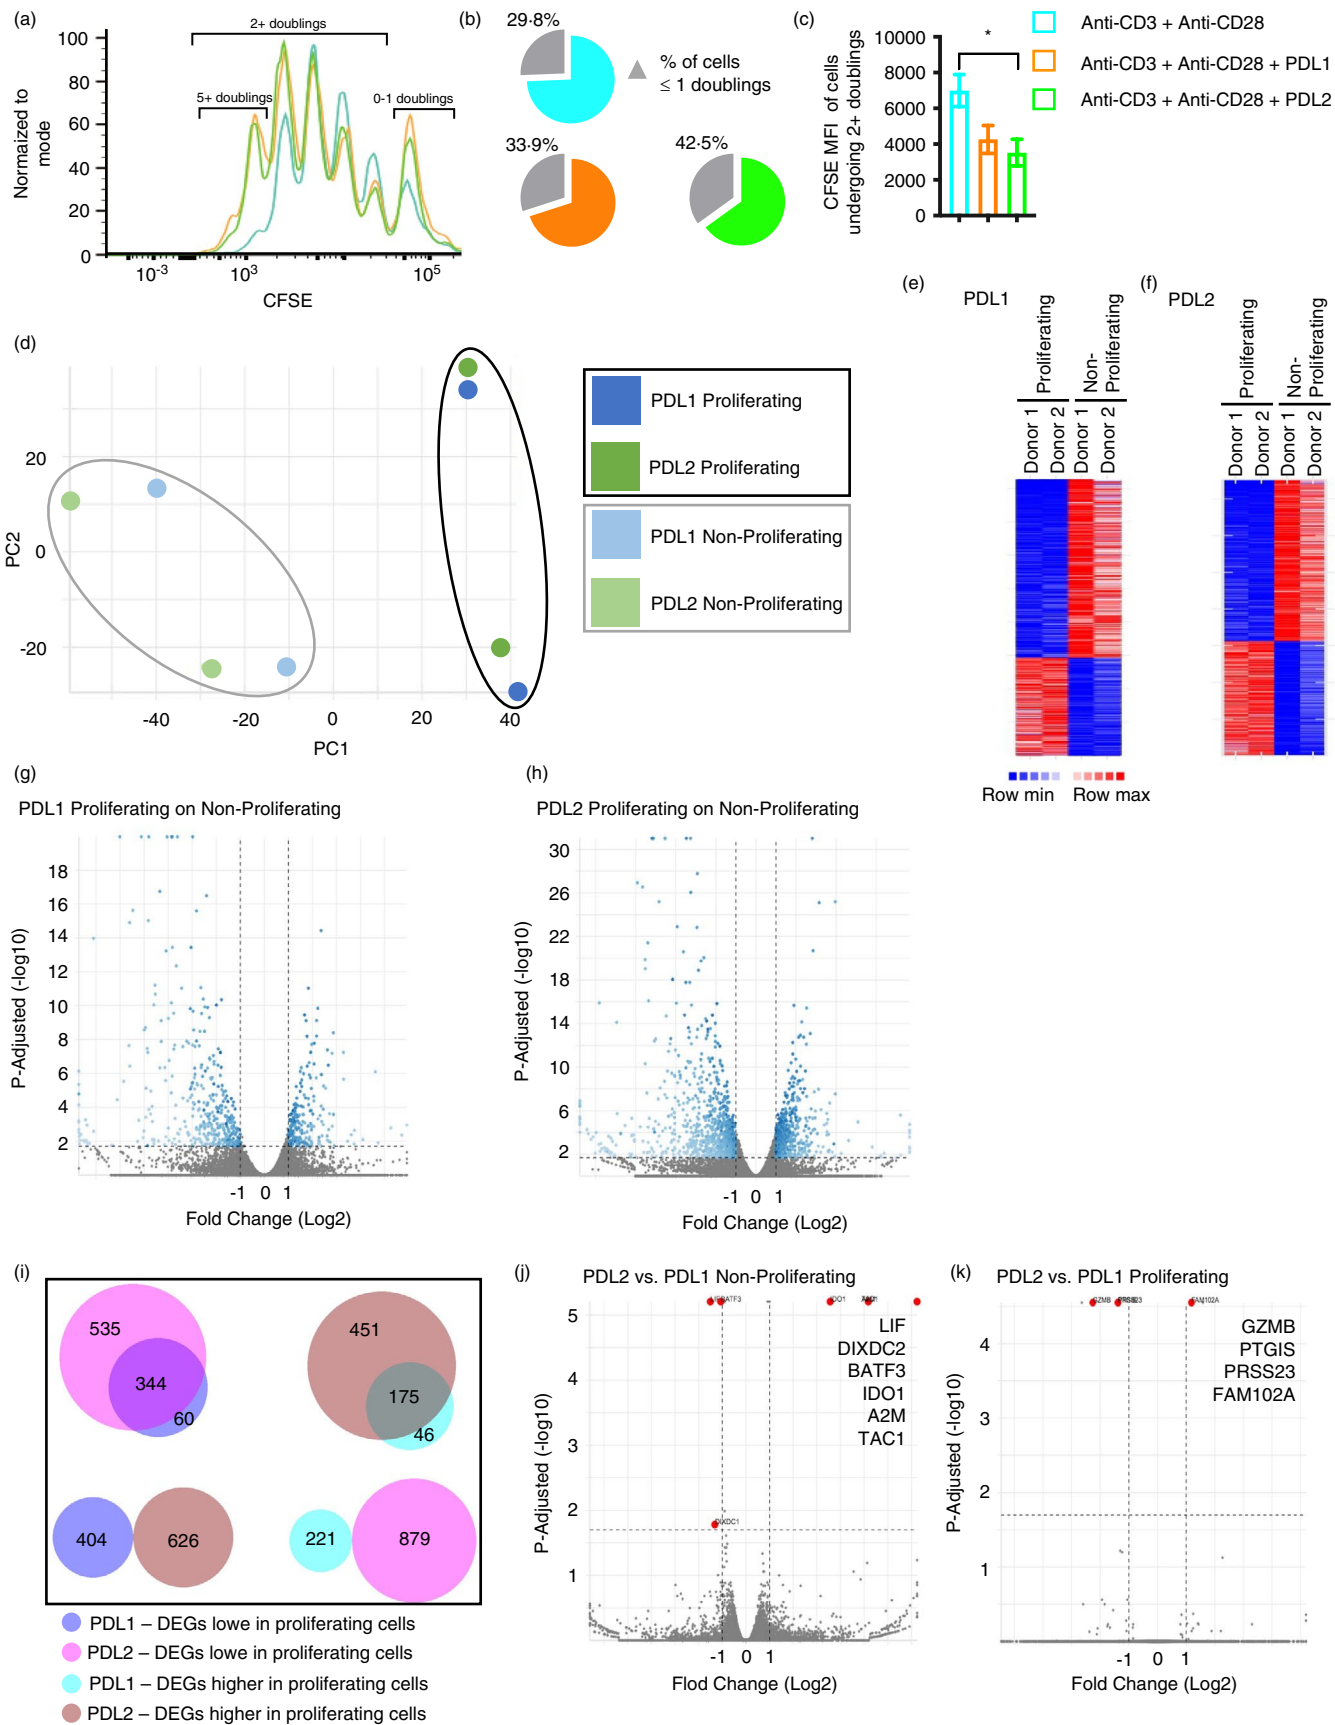 (a)
2+ doublings
5+ doublings
0-1 doublings
100
80
60
40
20
0
Normaized to
mode
10-3
103
105
CFSE
(b)
29·8%
% of cells
≤ 1 doublings
33·9%
42·5%
(c)
10000
8000
6000
4000
2000
0
CFSE MFI of cells
undergoing 2+ doublings
*
Anti-CD3 + Anti-CD28
Anti-CD3 + Anti-CD28 + PDL1
Anti-CD3 + Anti-CD28 + PDL2
(d)
20
0
-20
PC2
-40
-20
0
20
40
PC1
PDL1 Proliferating
PDL2 Proliferating
PDL1 Non-Proliferating
PDL2 Non-Proliferating
(e)
PDL1
Proliferating
Non-
Proliferating
Donor 1
Donor 2
Donor 1
Donor 2
Row min
Row max
(f)
PDL2
Proliferating
Non-
Proliferating
Donor 1
Donor 2
Donor 1
Donor 2
(g)
PDL1 Proliferating on Non-Proliferating
18
16
14
12
10
8
6
4
2
P-Adjusted (-log10)
-1
0
1
Fold Change (Log2)
(h)
PDL2 Proliferating on Non-Proliferating
30
26
22
18
14
10
6
2
P-Adjusted (-log10)
-1
0
1
Fold Change (Log2)
(i)
535
344
60
451
175
46
404
626
221
879
PDL1 – DEGs lowe in proliferating cells
PDL2 – DEGs lowe in proliferating cells
PDL1 – DEGs higher in proliferating cells
PDL2 – DEGs higher in proliferating cells
(j)
PDL2 vs. PDL1 Non-Proliferating
BATF3
IDO1
LIF
DIXDC2
BATF3
IDO1
A2M
TAC1
DIXDC1
5
4
3
2
1
P-Adjusted (-log10)
-1
0
1
Flod Change (Log2)
(k)
PDL2 vs. PDL1 Proliferating
GZMB
FAM102A
GZMB
PTGIS
PRSS23
FAM102A
4
3
2
1
P-Adjusted (-log10)
-1
0
1
Fold Change (Log2)